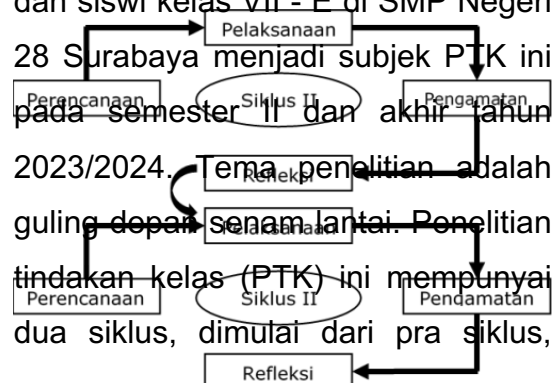 dan siswi kelas VII - E di SMP Negeri
Pelaksanaan
28 Surabaya menjadi subjek PTK ini
Perencanaan Siklus II Pengamatan
pada semester II dan akhir tahun
2023/2024. Tema penelitian adalah
Refleksi
guling depan senam lantai. Penelitian
Pelaksanaan
tindakan kelas (PTK) ini mempunyai
Perencanaan Siklus II Pendamatan
dua siklus, dimulai dari pra siklus,
Refleksi